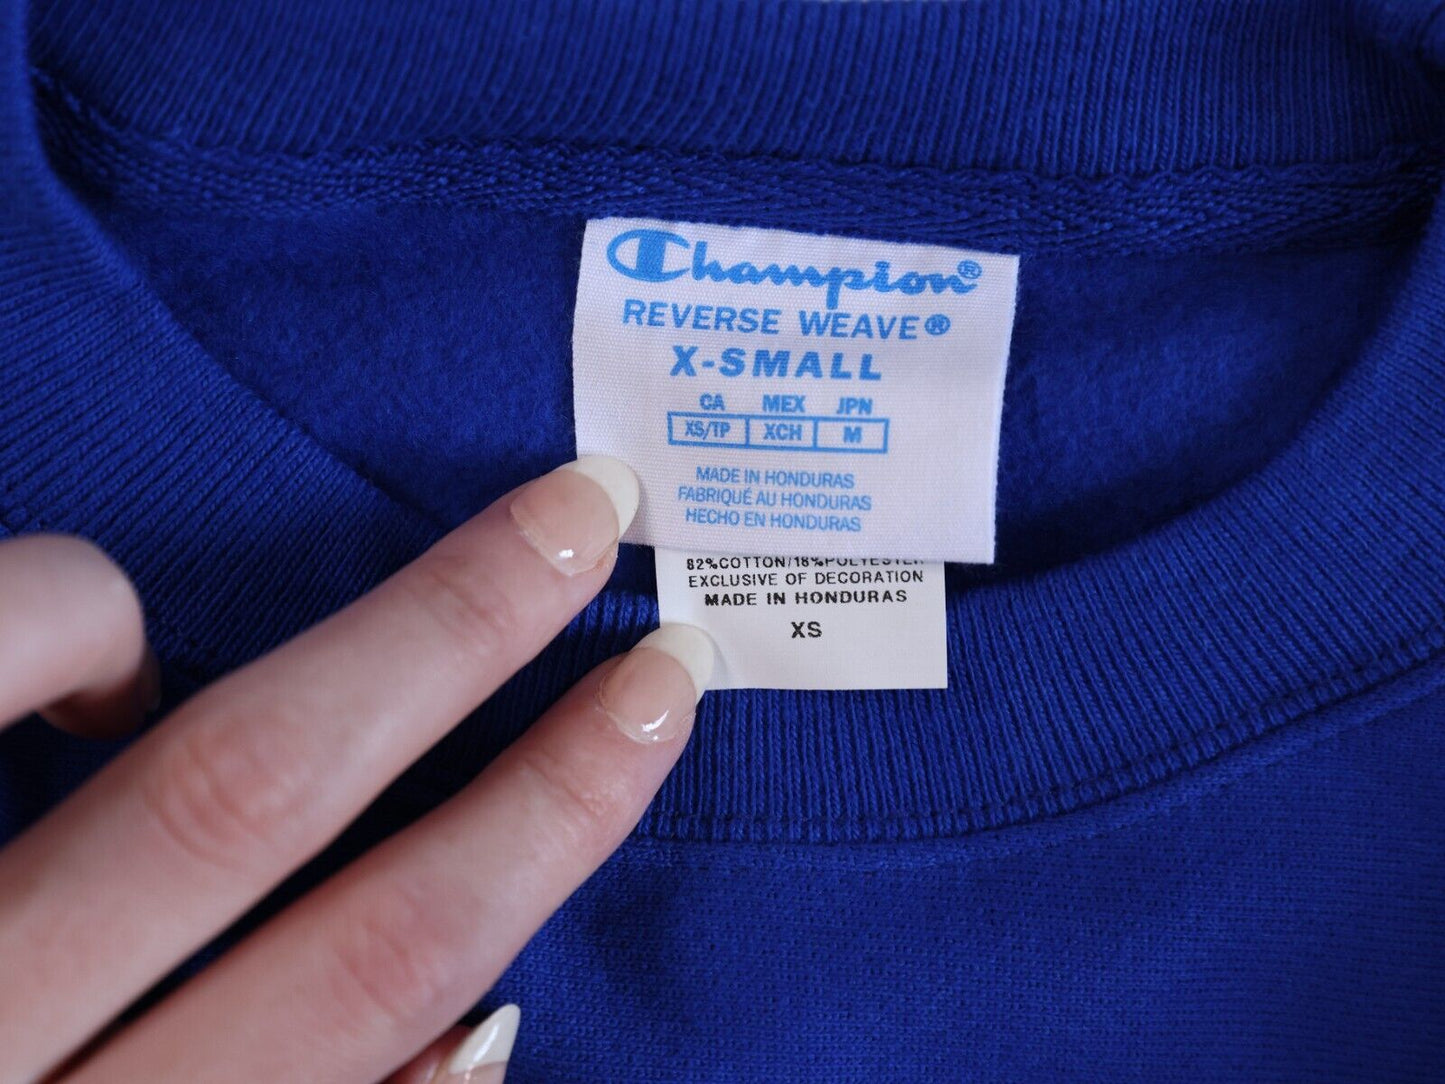 Champion®
REVERSE WEAVE®
X-SMALL
CA MEX JPN
XS/TP XCH M
MADE IN HONDURAS
FABRIQUÉ AU HONDURAS
HECHO EN HONDURAS
82%COTTON/18%POLYESTER
EXCLUSIVE OF DECORATION
MADE IN HONDURAS
XS